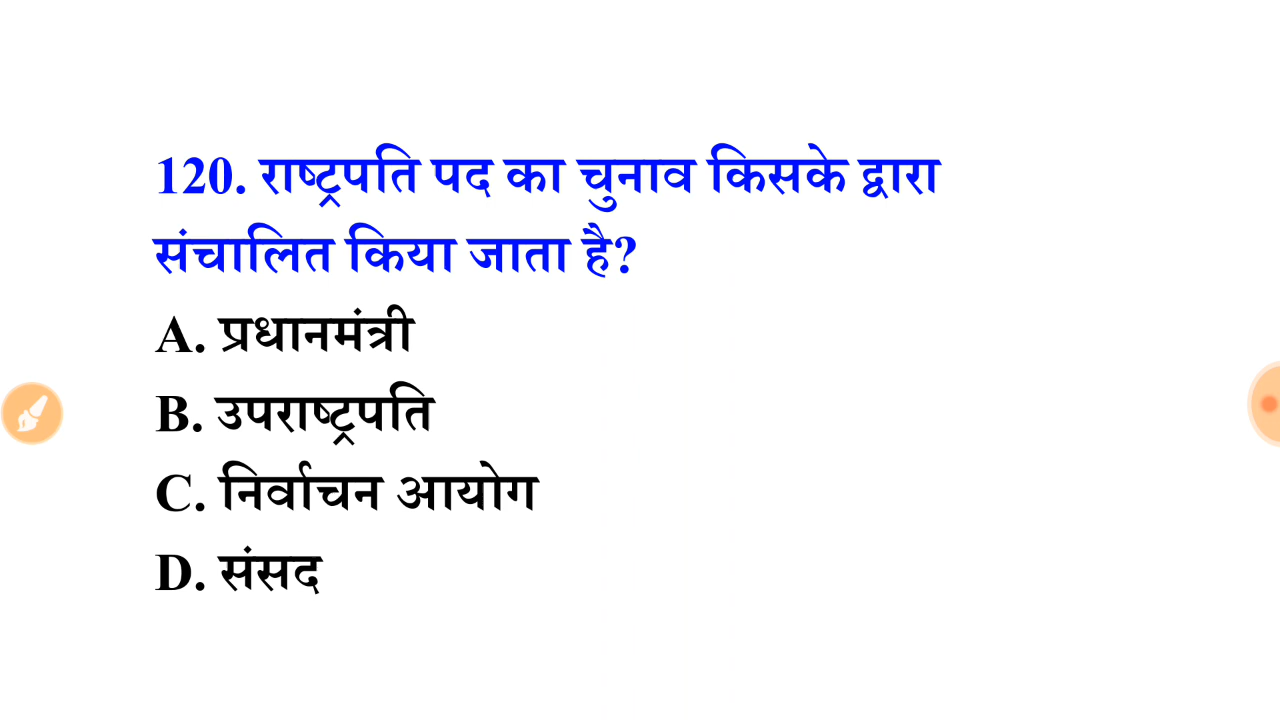 120. राष्ट्रपति पद का चुनाव किसके द्वारा
संचालित किया जाता है?
A. प्रधानमंत्री
B. उपराष्ट्रपति
C. निर्वाचन आयोग
D. संसद